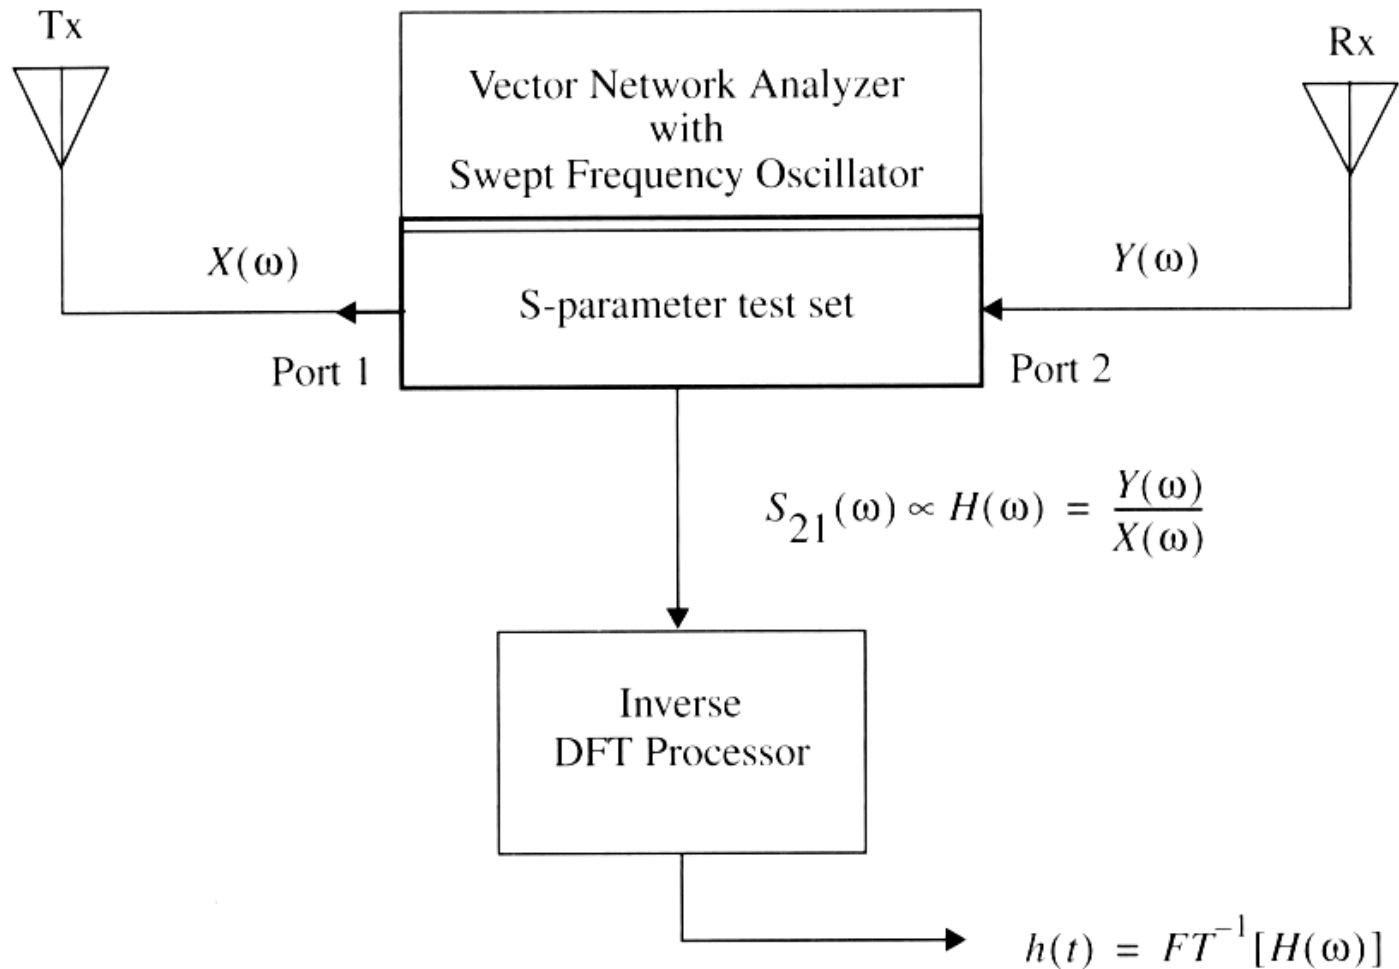 Tx
Rx
Vector Network Analyzer
with
Swept Frequency Oscillator
X(ω)
Y(ω)
S-parameter test set
Port 1
Port 2
S21(ω) ∝ H(ω) = Y(ω)/X(ω)
Inverse
DFT Processor
h(t) = FT^-1[H(ω)]